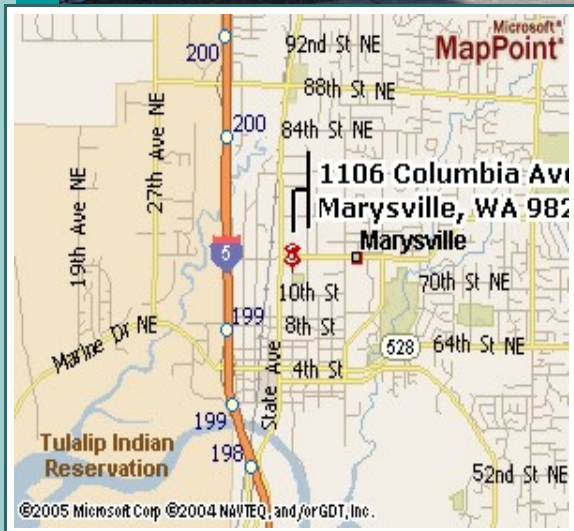 Microsoft®
MapPoint®
92nd St NE
200
88th St NE
27th Ave NE
200
84th St NE
19th Ave NE
1106 Columbia Ave
Marysville, WA 982
5
Marysville
10th St
70th St NE
199
8th St
Marine Dr NE
528
64th St NE
State Ave
4th St
199
Tulalip Indian
Reservation
198
52nd St NE
©2005 Microsoft Corp ©2004 NAVTEQ, and/or GDT, Inc.